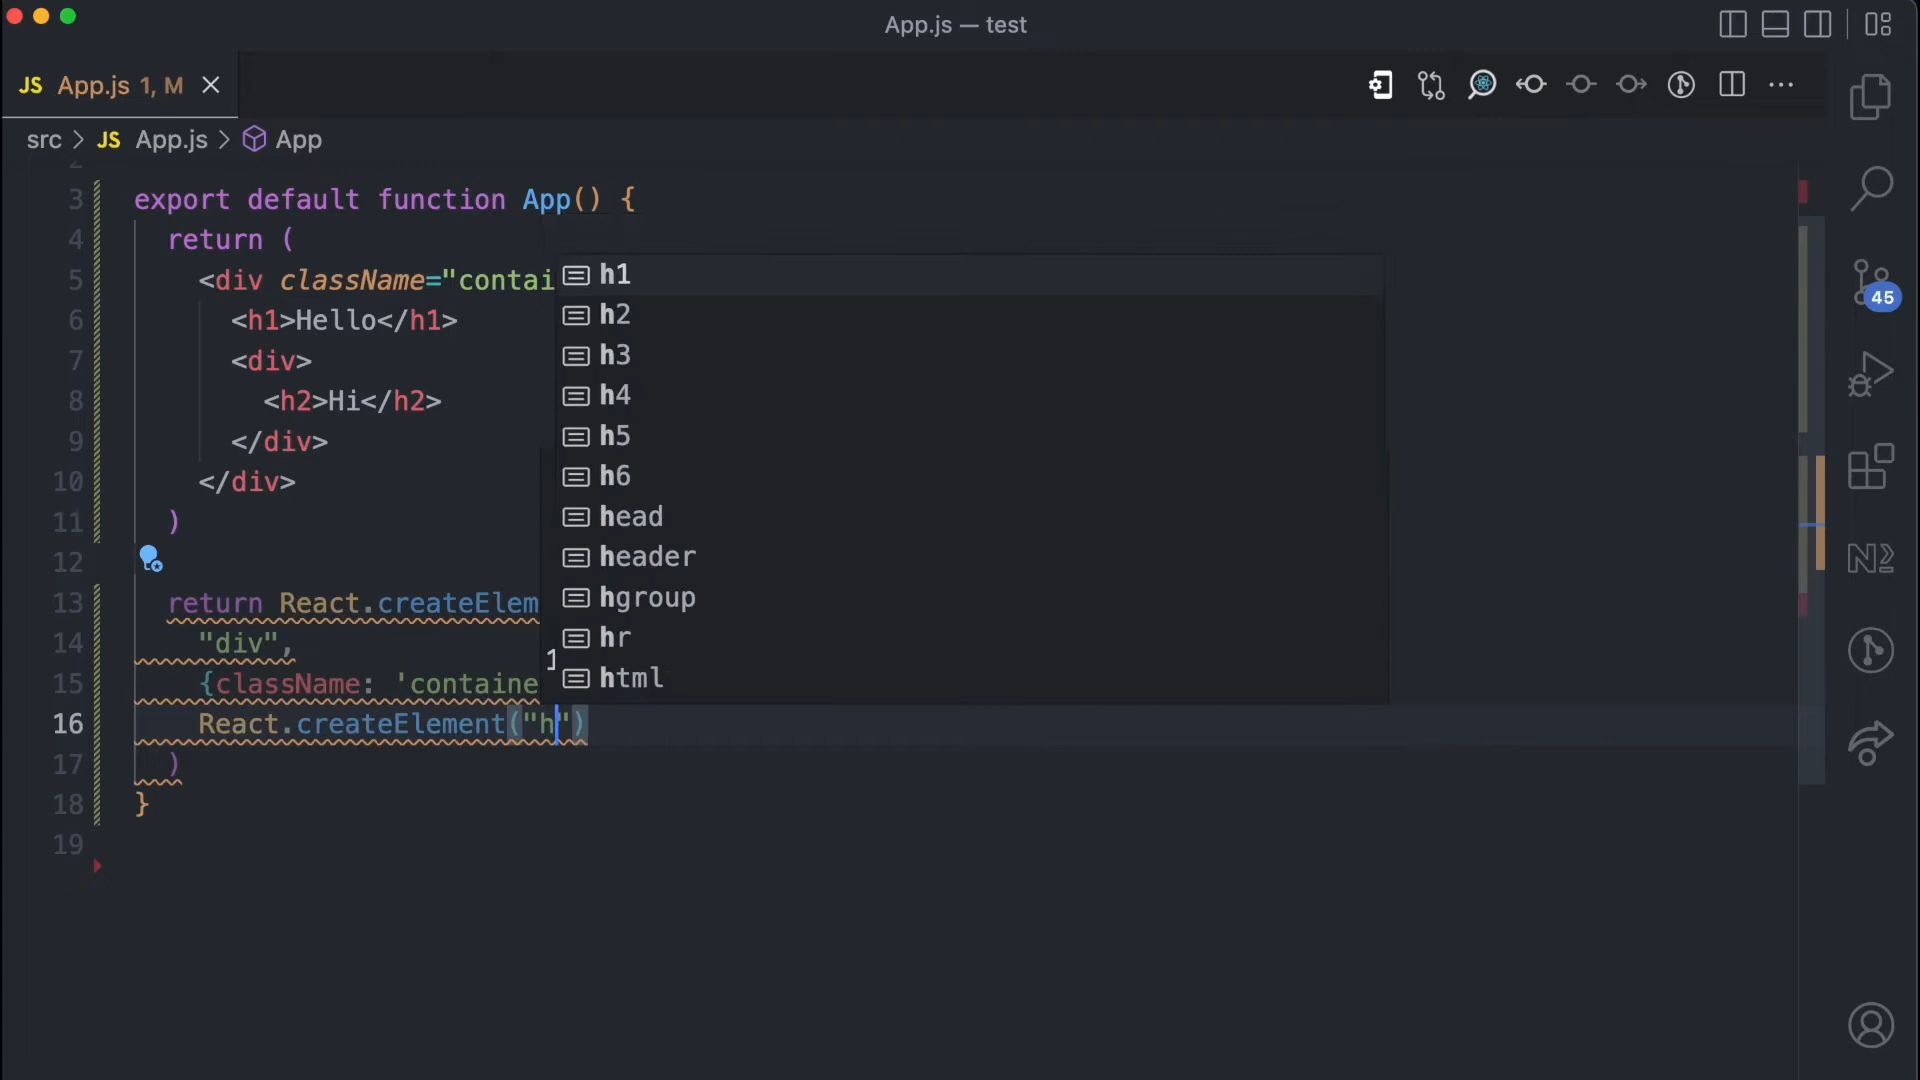 App.js — test
JS App.js 1, M
src > JS App.js > App
2
3 export default function App() {
4 return (
5 <div className="contai
6 <h1>Hello</h1>
7 <div>
8 <h2>Hi</h2>
9 </div>
10 </div>
11 )
12
13 return React.createElem
14 "div",
15 {className: 'containe
16 React.createElement("h")
17 )
18 }
19
h1
h2
h3
h4
h5
h6
head
header
hgroup
hr
html
1
45
N